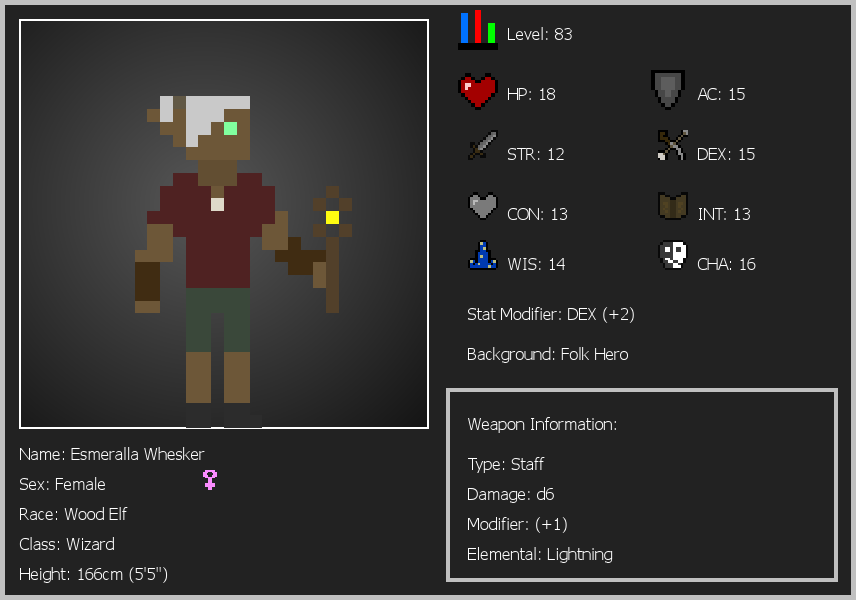 Level: 83
HP: 18
AC: 15
STR: 12
DEX: 15
CON: 13
INT: 13
WIS: 14
CHA: 16
Stat Modifier: DEX (+2)
Background: Folk Hero
Weapon Information:
Type: Staff
Damage: d6
Modifier: (+1)
Elemental: Lightning
Name: Esmeralla Whesker
Sex: Female
Race: Wood Elf
Class: Wizard
Height: 166cm (5'5")